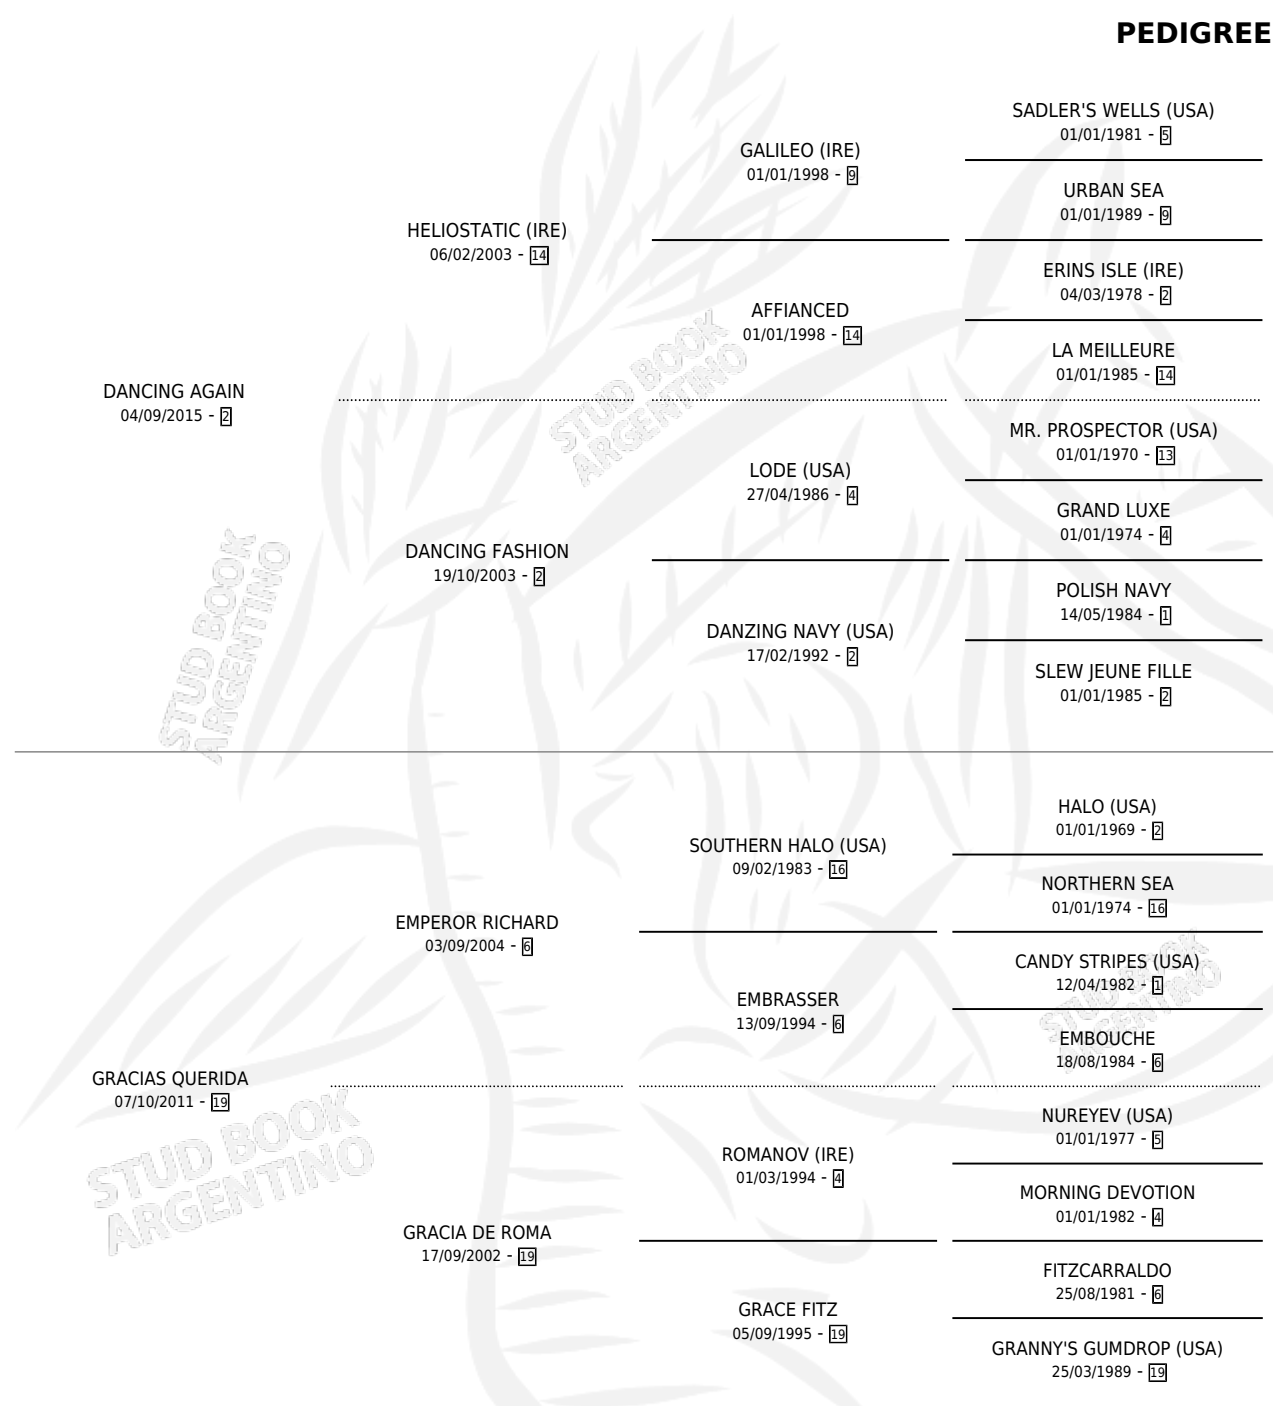 PEDIGREE
SADLER'S WELLS (USA)
01/01/1981 - 5
GALILEO (IRE)
01/01/1998 - 9
URBAN SEA
01/01/1989 - 9
HELIOSTATIC (IRE)
06/02/2003 - 14
ERINS ISLE (IRE)
04/03/1978 - 2
AFFIANCED
01/01/1998 - 14
LA MEILLEURE
01/01/1985 - 14
DANCING AGAIN
04/09/2015 - 2
MR. PROSPECTOR (USA)
01/01/1970 - 13
LODE (USA)
27/04/1986 - 4
GRAND LUXE
01/01/1974 - 4
DANCING FASHION
19/10/2003 - 2
POLISH NAVY
14/05/1984 - 1
DANZING NAVY (USA)
17/02/1992 - 2
SLEW JEUNE FILLE
01/01/1985 - 2
HALO (USA)
01/01/1969 - 2
SOUTHERN HALO (USA)
09/02/1983 - 16
NORTHERN SEA
01/01/1974 - 16
EMPEROR RICHARD
03/09/2004 - 6
CANDY STRIPES (USA)
12/04/1982 - 1
EMBRASSER
13/09/1994 - 6
EMBOUCHE
18/08/1984 - 6
GRACIAS QUERIDA
07/10/2011 - 19
NUREYEV (USA)
01/01/1977 - 5
ROMANOV (IRE)
01/03/1994 - 4
MORNING DEVOTION
01/01/1982 - 4
GRACIA DE ROMA
17/09/2002 - 19
FITZCARRALDO
25/08/1981 - 6
GRACE FITZ
05/09/1995 - 19
GRANNY'S GUMDROP (USA)
25/03/1989 - 19
STUD BOOK
ARGENTINO
STUD BOOK
ARGENTINO
STUD BOOK
ARGENTINO
STUD BOOK
ARGENTINO